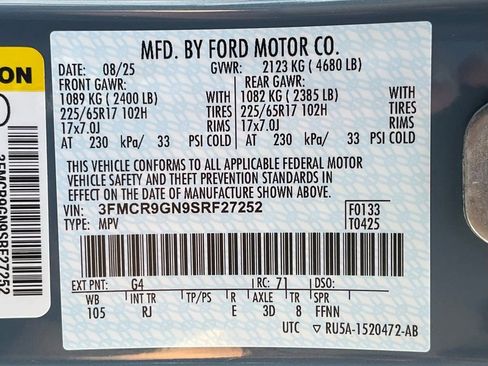 MFD. BY FORD MOTOR CO.
DATE: 08/25 GVWR: 2123 KG ( 4680 LB)
FRONT GAWR: REAR GAWR:
1089 KG ( 2400 LB) WITH 1082 KG ( 2385 LB) WITH
225/65R17 102H TIRES 225/65R17 102H TIRES
17x7.0J RIMS 17x7.0J RIMS
AT 230 kPa/ 33 PSI COLD AT 230 kPa/ 33 PSI COLD
THIS VEHICLE CONFORMS TO ALL APPLICABLE FEDERAL MOTOR
VEHICLE SAFETY AND THEFT PREVENTION STANDARDS IN
EFFECT ON THE DATE OF MANUFACTURE SHOWN ABOVE.
VIN: 3FMCR9GN9SRF27252 F0133
TYPE: MPV T0425
EXT PNT: G4 RC: 71 DSO:
WB INT TR TP/PS R AXLE TR SPR
105 RJ E 3D 8 FFNN
UTC RU5A-1520472-AB
ON
3FMCR9GN9SRF27252